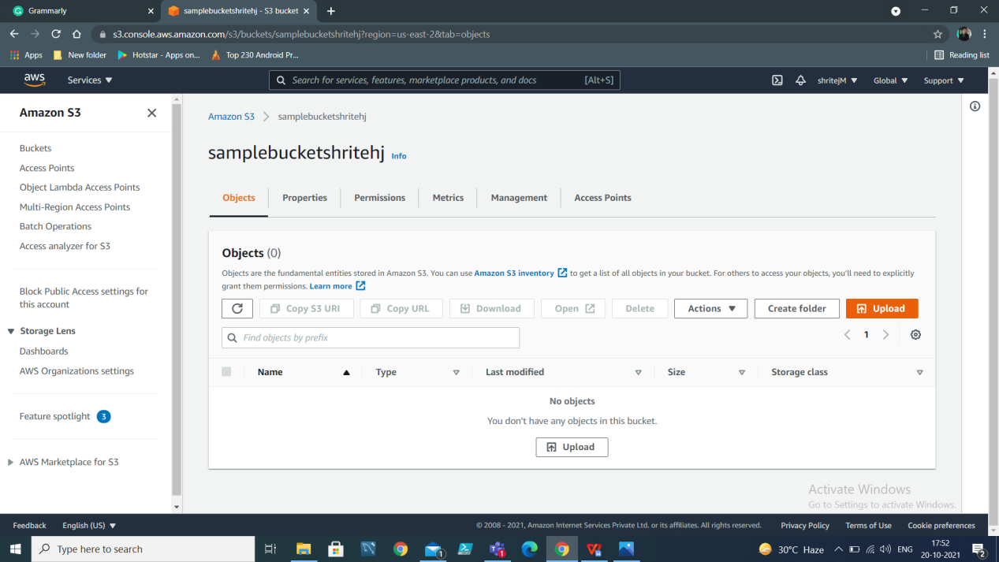 Grammarly
samplebucketshritehj - S3 bucket
s3.console.aws.amazon.com/s3/buckets/samplebucketshritehj?region=us-east-2&tab=objects
Apps
New folder
Hotstar - Apps on...
Top 230 Android Pr...
Reading list
aws
Services
Search for services, features, marketplace products, and docs
[Alt+S]
shritejM
Global
Support
Amazon S3
Buckets
Access Points
Object Lambda Access Points
Multi-Region Access Points
Batch Operations
Access analyzer for S3
Block Public Access settings for
this account
Storage Lens
Dashboards
AWS Organizations settings
Feature spotlight 3
AWS Marketplace for S3
Amazon S3 > samplebucketshritehj
samplebucketshritehj Info
Objects
Properties
Permissions
Metrics
Management
Access Points
Objects (0)
Objects are the fundamental entities stored in Amazon S3. You can use Amazon S3 inventory to get a list of all objects in your bucket. For others to access your objects, you'll need to explicitly
grant them permissions. Learn more
Copy S3 URI
Copy URL
Download
Open
Delete
Actions
Create folder
Upload
Find objects by prefix
1
Name
Type
Last modified
Size
Storage class
No objects
You don't have any objects in this bucket.
Upload
Activate Windows
Go to Settings to activate Windows.
Feedback
English (US)
© 2008 - 2021, Amazon Internet Services Private Ltd. or its affiliates. All rights reserved.
Privacy Policy
Terms of Use
Cookie preferences
Type here to search
1
1
30°C Haze
ENG
17:52
20-10-2021
2